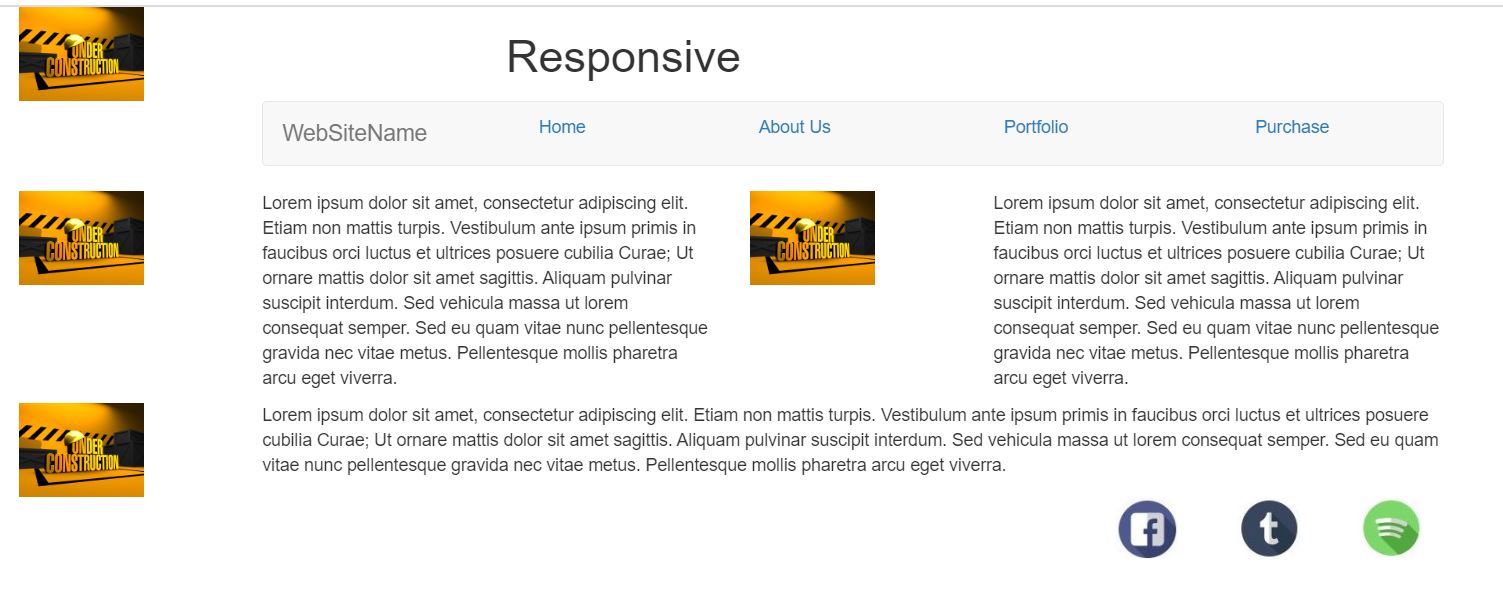 UNDER
CONSTRUCTION
Responsive
WebSiteName
Home
About Us
Portfolio
Purchase
UNDER
CONSTRUCTION
Lorem ipsum dolor sit amet, consectetur adipiscing elit.
Etiam non mattis turpis. Vestibulum ante ipsum primis in
faucibus orci luctus et ultrices posuere cubilia Curae; Ut
ornare mattis dolor sit amet sagittis. Aliquam pulvinar
suscipit interdum. Sed vehicula massa ut lorem
consequat semper. Sed eu quam vitae nunc pellentesque
gravida nec vitae metus. Pellentesque mollis pharetra
arcu eget viverra.
UNDER
CONSTRUCTION
Lorem ipsum dolor sit amet, consectetur adipiscing elit.
Etiam non mattis turpis. Vestibulum ante ipsum primis in
faucibus orci luctus et ultrices posuere cubilia Curae; Ut
ornare mattis dolor sit amet sagittis. Aliquam pulvinar
suscipit interdum. Sed vehicula massa ut lorem
consequat semper. Sed eu quam vitae nunc pellentesque
gravida nec vitae metus. Pellentesque mollis pharetra
arcu eget viverra.
UNDER
CONSTRUCTION
Lorem ipsum dolor sit amet, consectetur adipiscing elit. Etiam non mattis turpis. Vestibulum ante ipsum primis in faucibus orci luctus et ultrices posuere
cubilia Curae; Ut ornare mattis dolor sit amet sagittis. Aliquam pulvinar suscipit interdum. Sed vehicula massa ut lorem consequat semper. Sed eu quam
vitae nunc pellentesque gravida nec vitae metus. Pellentesque mollis pharetra arcu eget viverra.
f
t